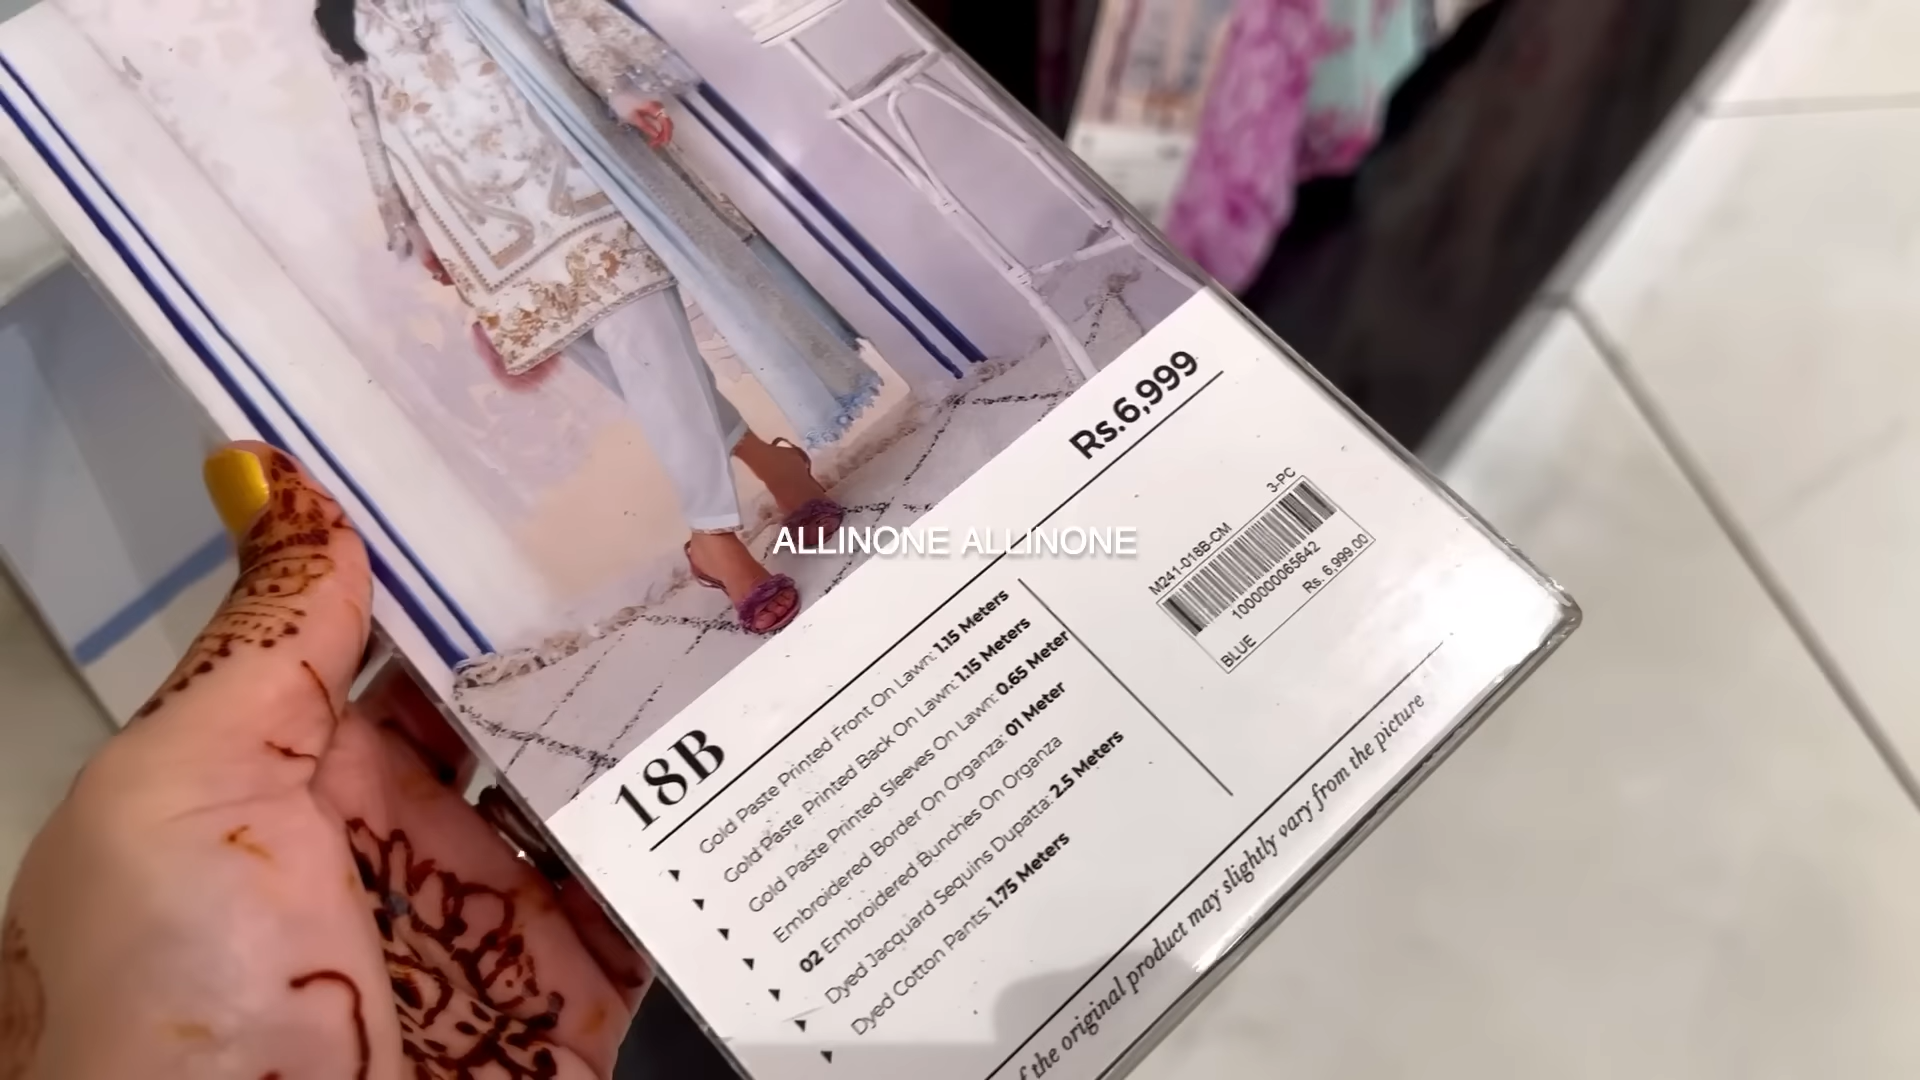 Rs.6,999
3-PC
M241-018B-CM
100000065642
Rs. 6,999.00
BLUE
ALLINONE ALLINONE
18B
Gold Paste Printed Front On Lawn: 1.15 Meters
Gold Paste Printed Back On Lawn: 1.15 Meters
Gold Paste Printed Sleeves On Lawn: 0.65 Meter
Embroidered Border On Organza: 01 Meter
02 Embroidered Bunches On Organza
Dyed Jacquard Sequins Dupatta: 2.5 Meters
Dyed Cotton Pants: 1.75 Meters
f the original product may slightly vary from the picture